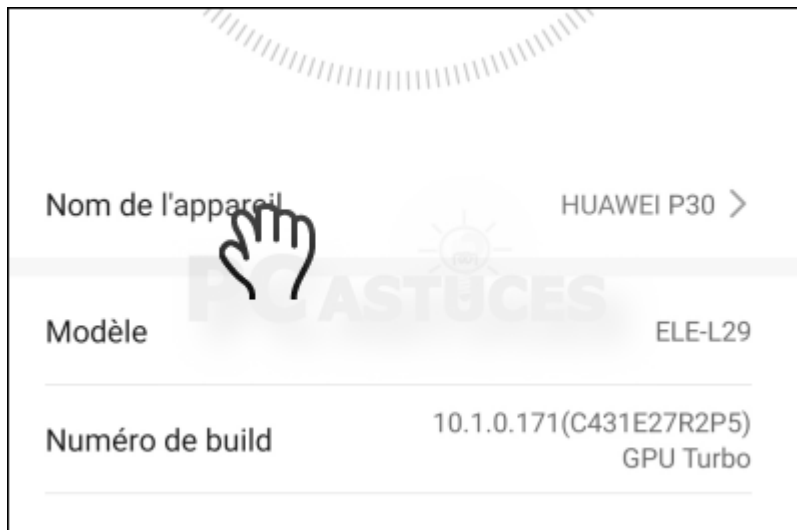 Nom de l'appareil
HUAWEI P30
PC ASTUCES
Modèle
ELE-L29
Numéro de build
10.1.0.171(C431E27R2P5)
GPU Turbo